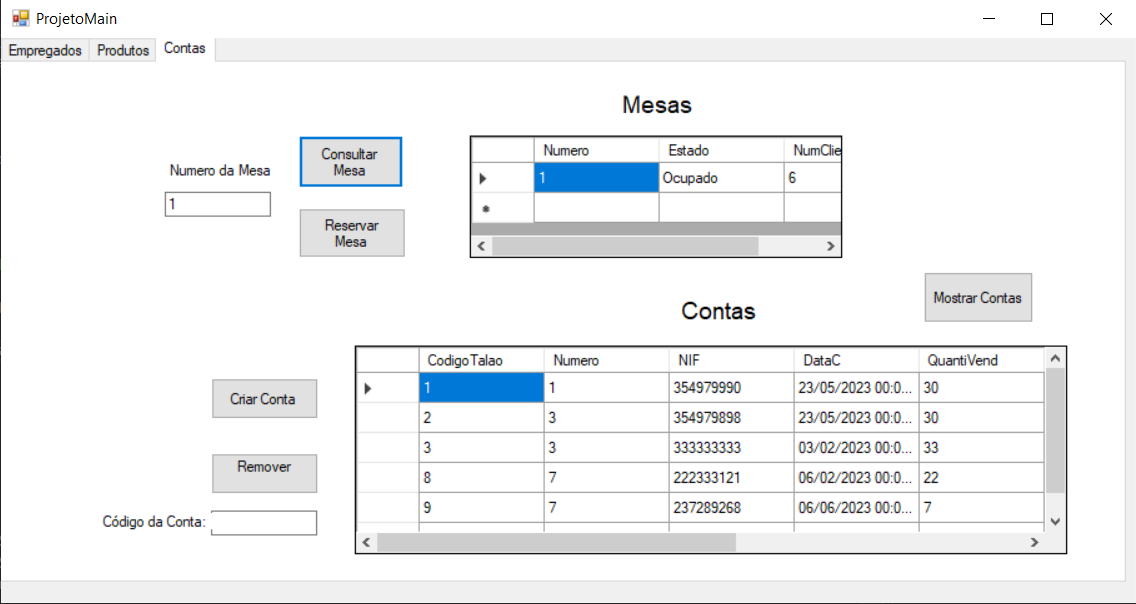 ProjetoMain
Empregados Produtos Contas
Mesas
Numero da Mesa
1
Consultar
Mesa
Reservar
Mesa
Numero Estado NumClie
1 Ocupado 6
Mostrar Contas
Contas
CodigoTalao Numero NIF DataC QuantiVend
1 1 354979990 23/05/2023 00:0... 30
2 3 354979898 23/05/2023 00:0... 30
3 3 333333333 03/02/2023 00:0... 33
8 7 222333121 06/02/2023 00:0... 22
9 7 237289268 06/06/2023 00:0... 7
Criar Conta
Remover
Código da Conta: